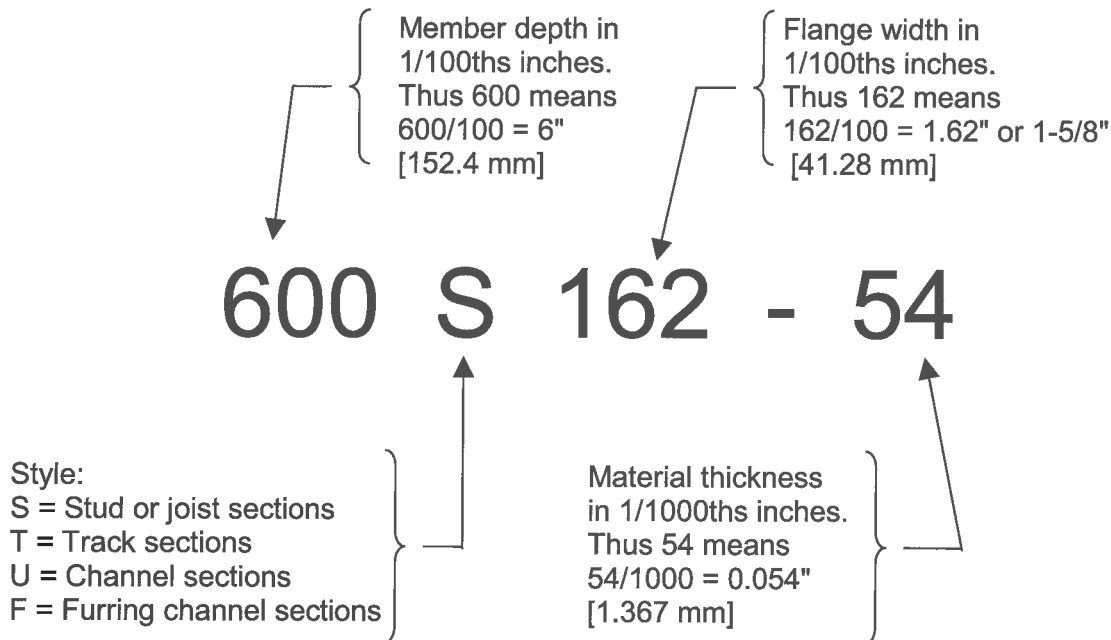 Member depth in
1/100ths inches.
Thus 600 means
600/100 = 6"
[152.4 mm]
Flange width in
1/100ths inches.
Thus 162 means
162/100 = 1.62" or 1-5/8"
[41.28 mm]
600 S 162 - 54
Style:
S = Stud or joist sections
T = Track sections
U = Channel sections
F = Furring channel sections
Material thickness
in 1/1000ths inches.
Thus 54 means
54/1000 = 0.054"
[1.367 mm]